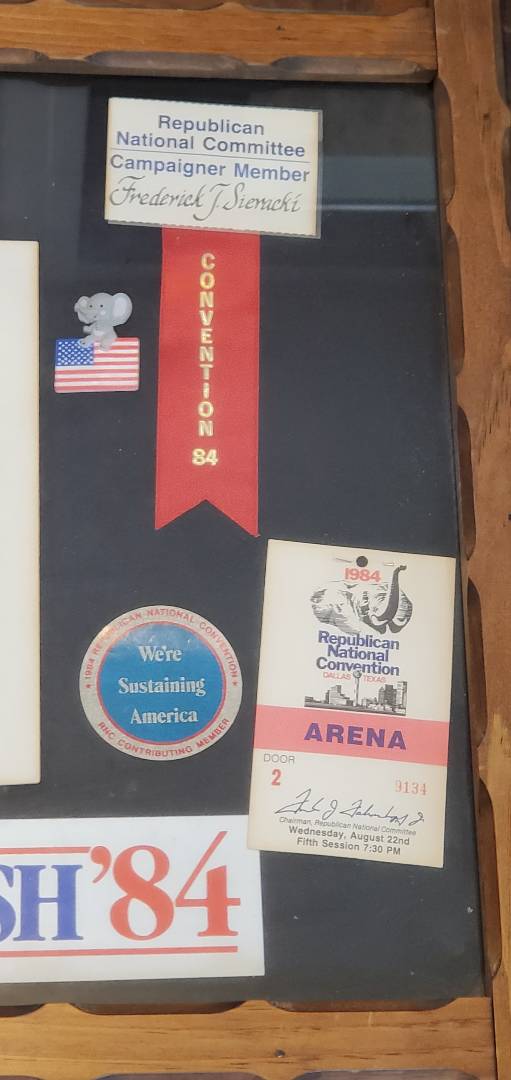 Republican
National Committee
Campaigner Member
Frederick J Sieracki
CONVENTION
84
1984 REPUBLICAN NATIONAL CONVENTION
We're
Sustaining
America
RNC CONTRIBUTING MEMBER
1984
Republican
National
Convention
DALLAS TEXAS
ARENA
DOOR
2
9134
Chairman, Republican National Committee
Wednesday, August 22nd
Fifth Session 7:30 PM
SH '84